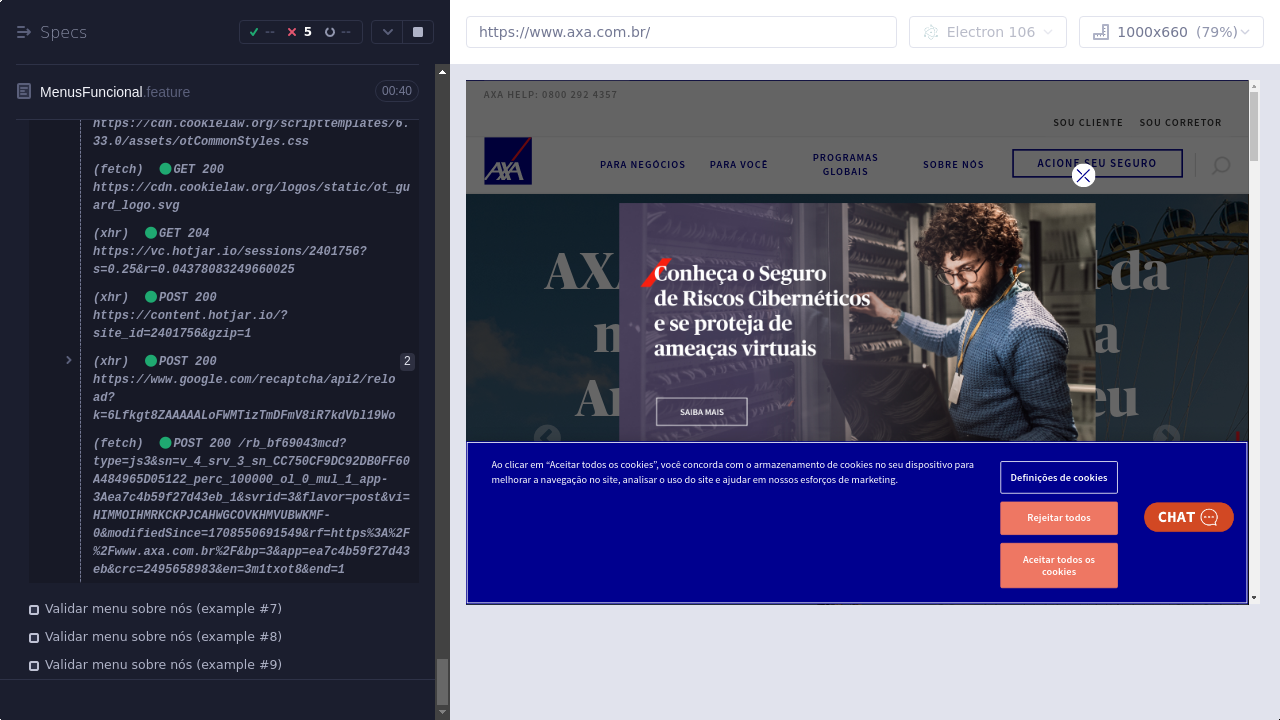 Specs
--
5
--
MenusFuncional.feature
00:40
https://cdn.cookielaw.org/scripttemplates/6.
33.0/assets/otCommonStyles.css
(fetch) GET 200
https://cdn.cookielaw.org/logos/static/ot_gu
ard_logo.svg
(xhr) GET 204
https://vc.hotjar.io/sessions/2401756?
s=0.25&r=0.04378083249660025
(xhr) POST 200
https://content.hotjar.io/?
site_id=2401756&gzip=1
(xhr) POST 200
2
https://www.google.com/recaptcha/api2/relo
ad?
k=6Lfkgt8ZAAAAALoFWMTizTmDFmV8iR7kdVbl19Wo
(fetch) POST 200 /rb_bf69043mcd?
type=js3&sn=v_4_srv_3_sn_CC750CF9DC92DB0FF60
A640965B051A2_perc_100000_ol_0_mul_1_app-
3Aea7c4b59f27d43eb_1&svrid=3&flavor=post&vi=
HIMMOIHMRKCKPJCAHWGCOVKHMVUBWKMF-
0&modifiedSince=1708550691549&rf=https%3A%2F
%2Fwww.axa.com.br%2F&bp=3&app=ea7c4b59f27d43
eb&crc=2495658983&en=3m1txot8&end=1
Validar menu sobre nós (example #7)
Validar menu sobre nós (example #8)
Validar menu sobre nós (example #9)
https://www.axa.com.br/
Electron 106
1000x660 (79%)
AXA HELP: 0800 292 4357
SOU CLIENTE
SOU CORRETOR
AXA
PARA NEGÓCIOS
PARA VOCÊ
PROGRAMAS
GLOBAIS
SOBRE NÓS
ACIONE SEU SEGURO
AX
da
Conheça o Seguro
de Riscos Cibernéticos
e se proteja de
ameaças virtuais
SAIBA MAIS
Ao clicar em “Aceitar todos os cookies”, você concorda com o armazenamento de cookies no seu dispositivo para
melhorar a navegação no site, analisar o uso do site e ajudar em nossos esforços de marketing.
Definições de cookies
Rejeitar todos
Aceitar todos os
cookies
CHAT